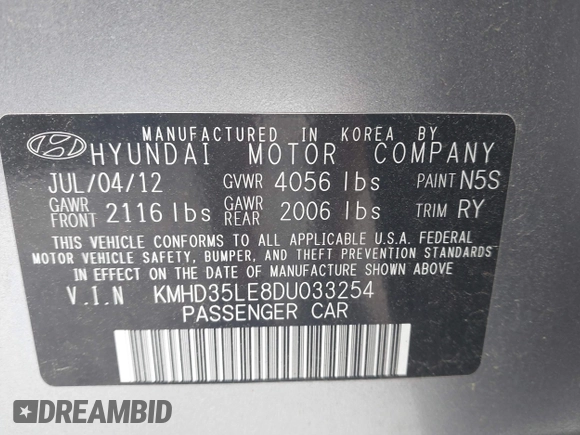 MANUFACTURED IN KOREA BY
HYUNDAI MOTOR COMPANY
JUL/04/12 GVWR 4056 lbs PAINT N5S
GAWR FRONT 2116 lbs GAWR REAR 2006 lbs TRIM RY
THIS VEHICLE CONFORMS TO ALL APPLICABLE U.S.A. FEDERAL
MOTOR VEHICLE SAFETY, BUMPER, AND THEFT PREVENTION STANDARDS
IN EFFECT ON THE DATE OF MANUFACTURE SHOWN ABOVE
V.I.N KMHD35LE8DU033254
PASSENGER CAR
DREAMBID